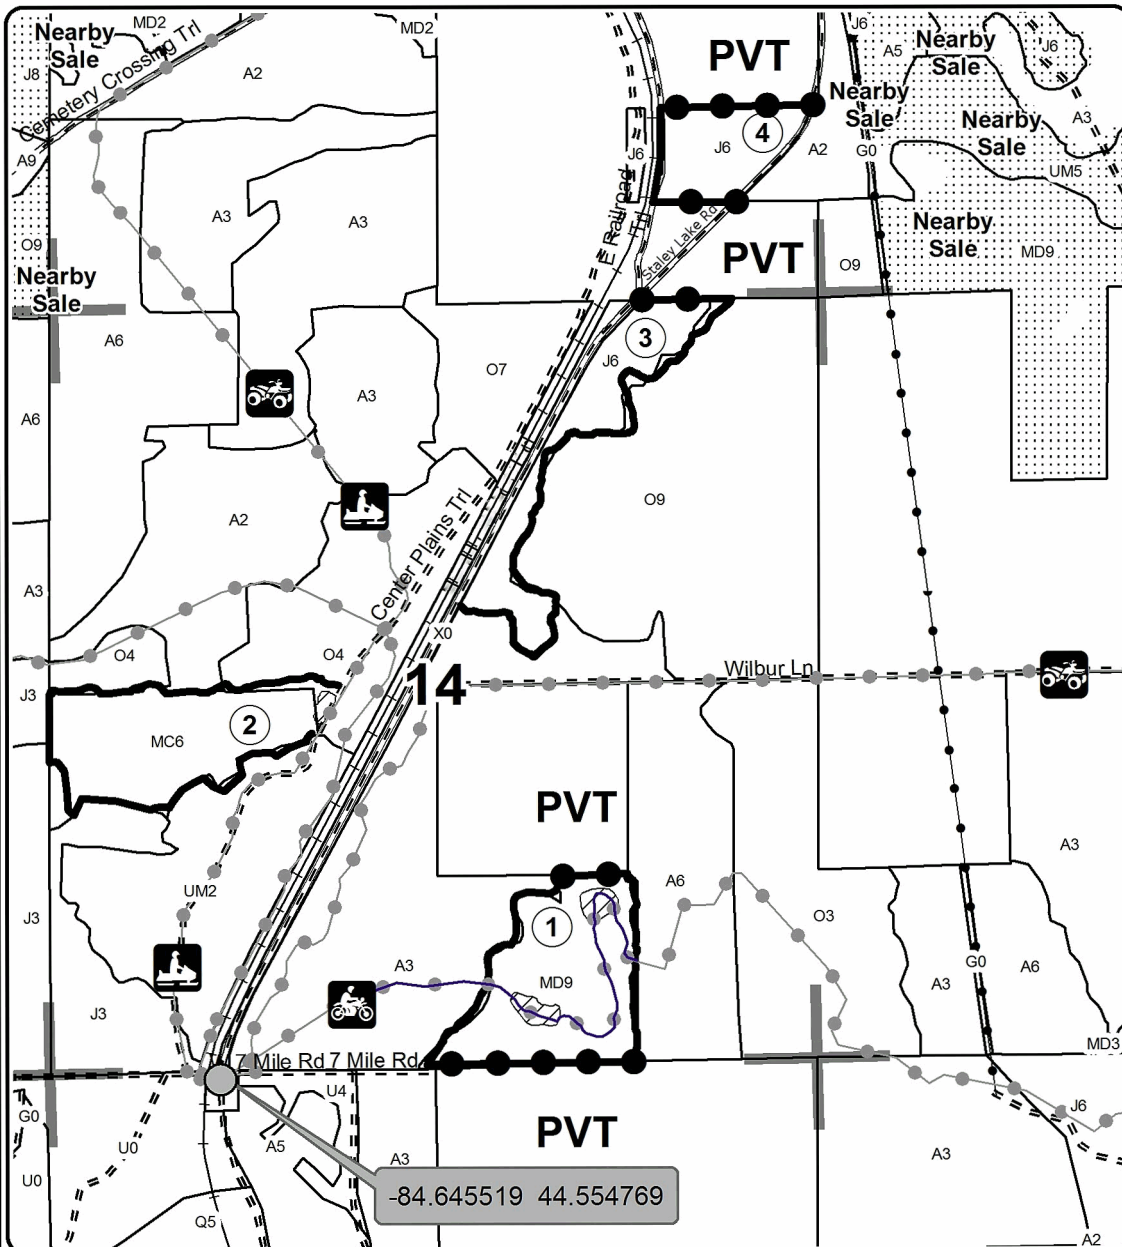 MD2
Nearby
Sale
MD2
J8
Cemetery Crossing Trl
A2
PVT
J6
A5
Nearby
Sale
J6
Nearby
Sale
A3
Nearby
Sale
4
J6
J6
A2
G0
A9
UM5
A3
A3
E Railroad
Trl
Staley Lake Rd
Nearby
Sale
O9
MD9
PVT
O9
Nearby
Sale
A6
3
J6
O7
A3
A6
O9
A2
Center Plains Trl
A3
X0
O4
O4
14
Wilbur Ln
J3
2
MC6
PVT
A3
A6
UM2
J3
1
O3
A3
MD9
G0
A6
A3
J3
MD3
7 Mile Rd
7 Mile Rd
U4
G0
J6
U0
A5
PVT
A3
A3
U0
-84.645519 44.554769
Q5
A2